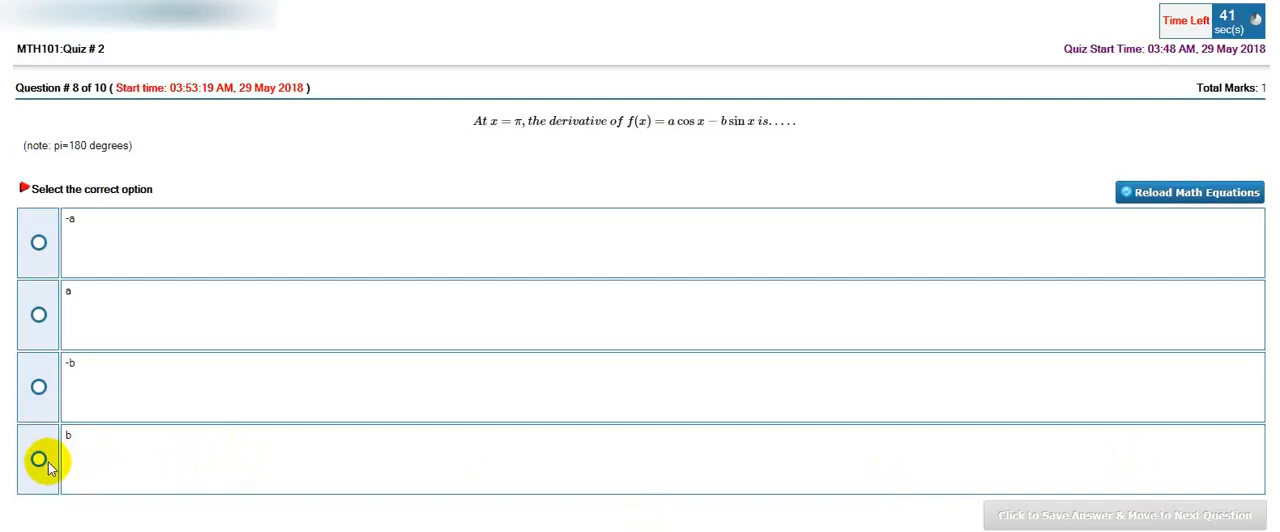 Time Left 41 sec(s)
MTH101:Quiz # 2
Quiz Start Time: 03:48 AM, 29 May 2018
Question # 8 of 10 ( Start time: 03:53:19 AM, 29 May 2018 )
Total Marks: 1
At x = π, the derivative of f(x) = a cos x − b sin x is. . . . .
(note: pi=180 degrees)
Select the correct option
Reload Math Equations
-a
a
-b
b
Click to Save Answer & Move to Next Question